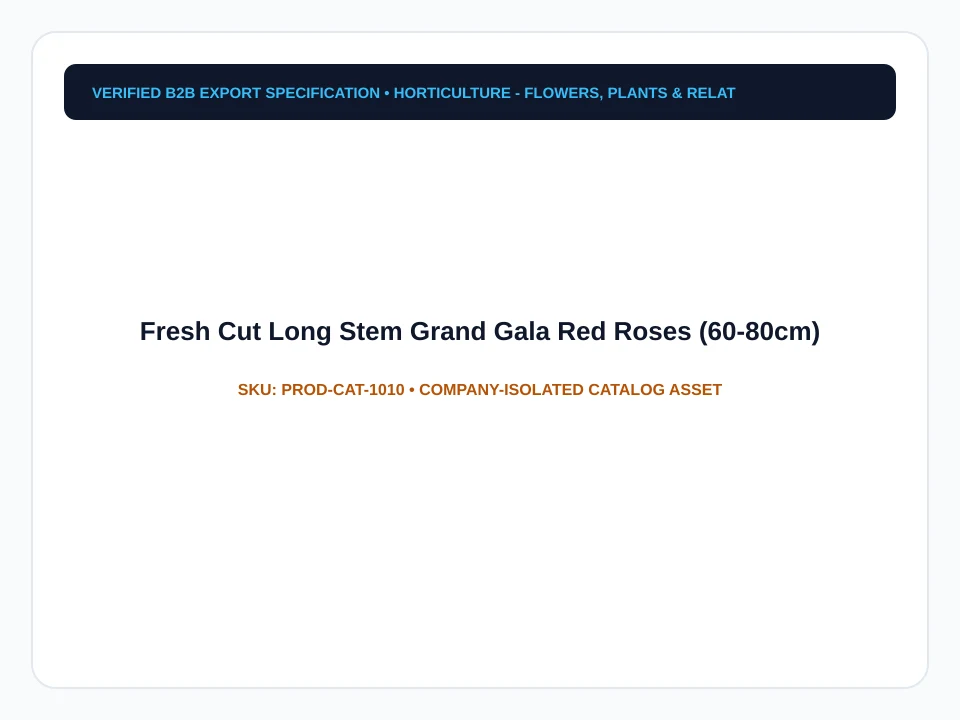 VERIFIED B2B EXPORT SPECIFICATION • HORTICULTURE - FLOWERS, PLANTS & RELAT
Fresh Cut Long Stem Grand Gala Red Roses (60-80cm)
SKU: PROD-CAT-1010 • COMPANY-ISOLATED CATALOG ASSET